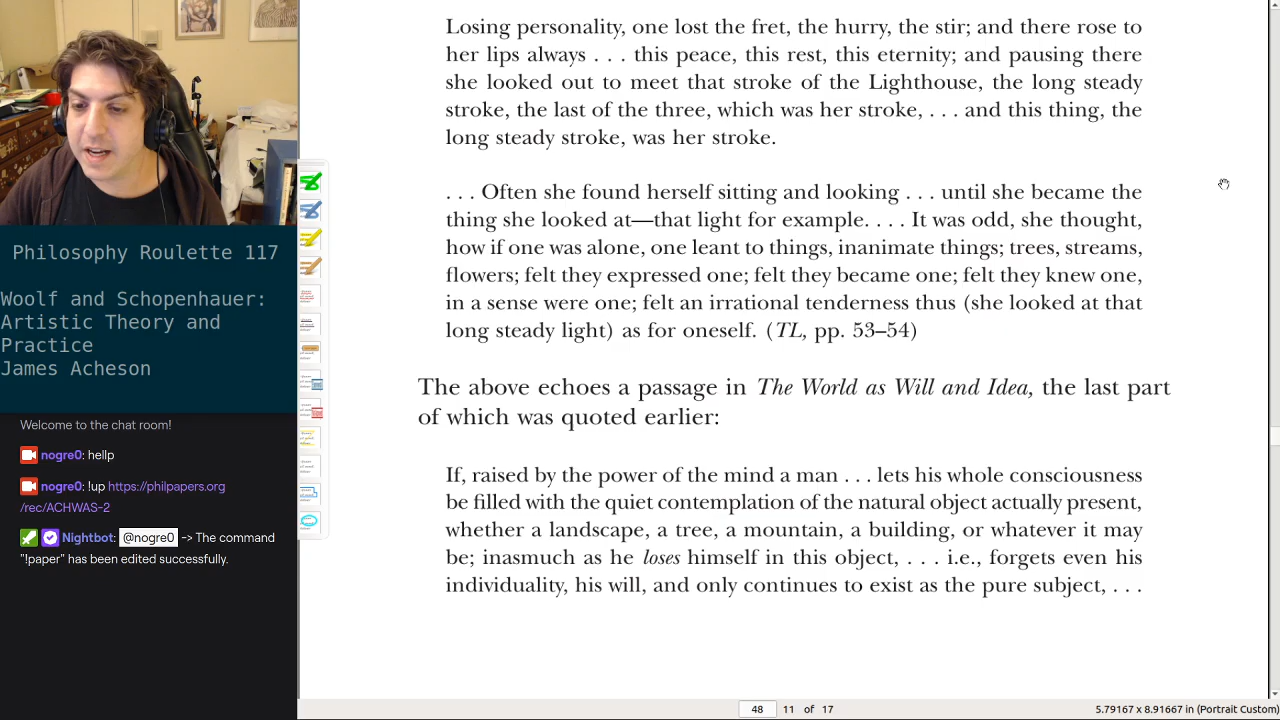 Losing personality, one lost the fret, the hurry, the stir; and there rose to
her lips always . . . this peace, this rest, this eternity; and pausing there
she looked out to meet that stroke of the Lighthouse, the long steady
stroke, the last of the three, which was her stroke, . . . and this thing, the
long steady stroke, was her stroke.
. . . Often she found herself sitting and looking . . . until she became the
thing she looked at—that light for example. . . . It was odd, she thought,
how if one was alone, one leant to things, inanimate things; trees, streams,
flowers; felt they expressed one; felt they became one; felt they knew one,
in a sense were one; felt an irrational tenderness thus (she looked at that
long steady light) as for oneself. (TL, pp. 53–54)
The above echoes a passage in The World as Will and Idea, the last part
of which was quoted earlier:
If, raised by the power of the mind, a man . . . lets his whole consciousness
be filled with the quiet contemplation of the natural object actually present,
whether a landscape, a tree, a mountain, a building, or whatever it may
be; inasmuch as he loses himself in this object, . . . i.e., forgets even his
individuality, his will, and only continues to exist as the pure subject, . . .
Philosophy Roulette 117
Woolf and Schopenhauer:
Artistic Theory and
Practice
James Acheson
Welcome to the chat room!
nogre0: hellp
nogre0: !up https://philpapers.org
/rec/ACHWAS-2
Nightbot: @nogre0 -> The command
"!paper" has been edited successfully.
48 11 of 17 5.79167 x 8.91667 in (Portrait Custom)